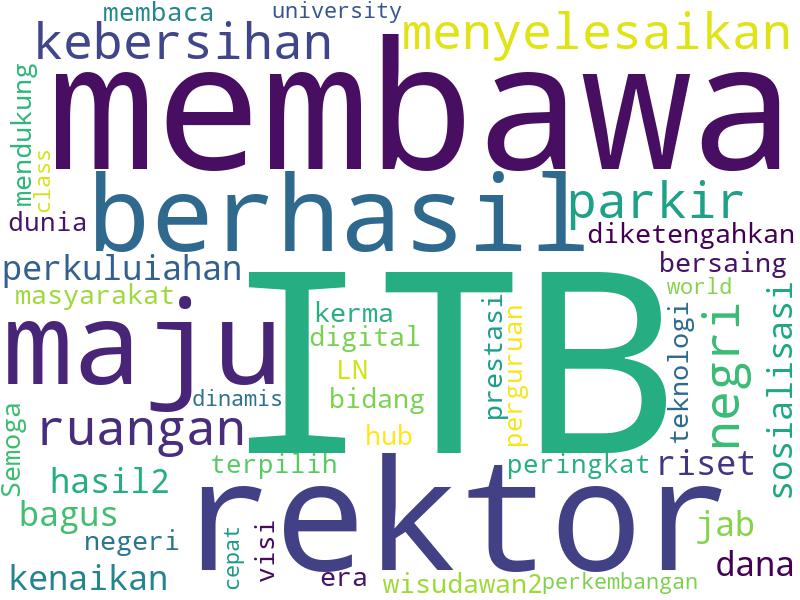 membaca
university
kebersihan
menyelesaikan
membawa
mendukung
class
berhasil
parkir
dunia
diketengahkan
perkuluiahan
bersaing
masyarakat
world
ITB
maju
kerma
digital
LN
bidang
hub
prestasi
perguruan
teknologi
negri
sosialisasi
dinamis
ruangan
Semoga
terpilih
peringkat
riset
hasil2
rektor
bagus
jab
negeri
cepat
visi
era
dana
kenaikan
wisudawan2
perkembangan